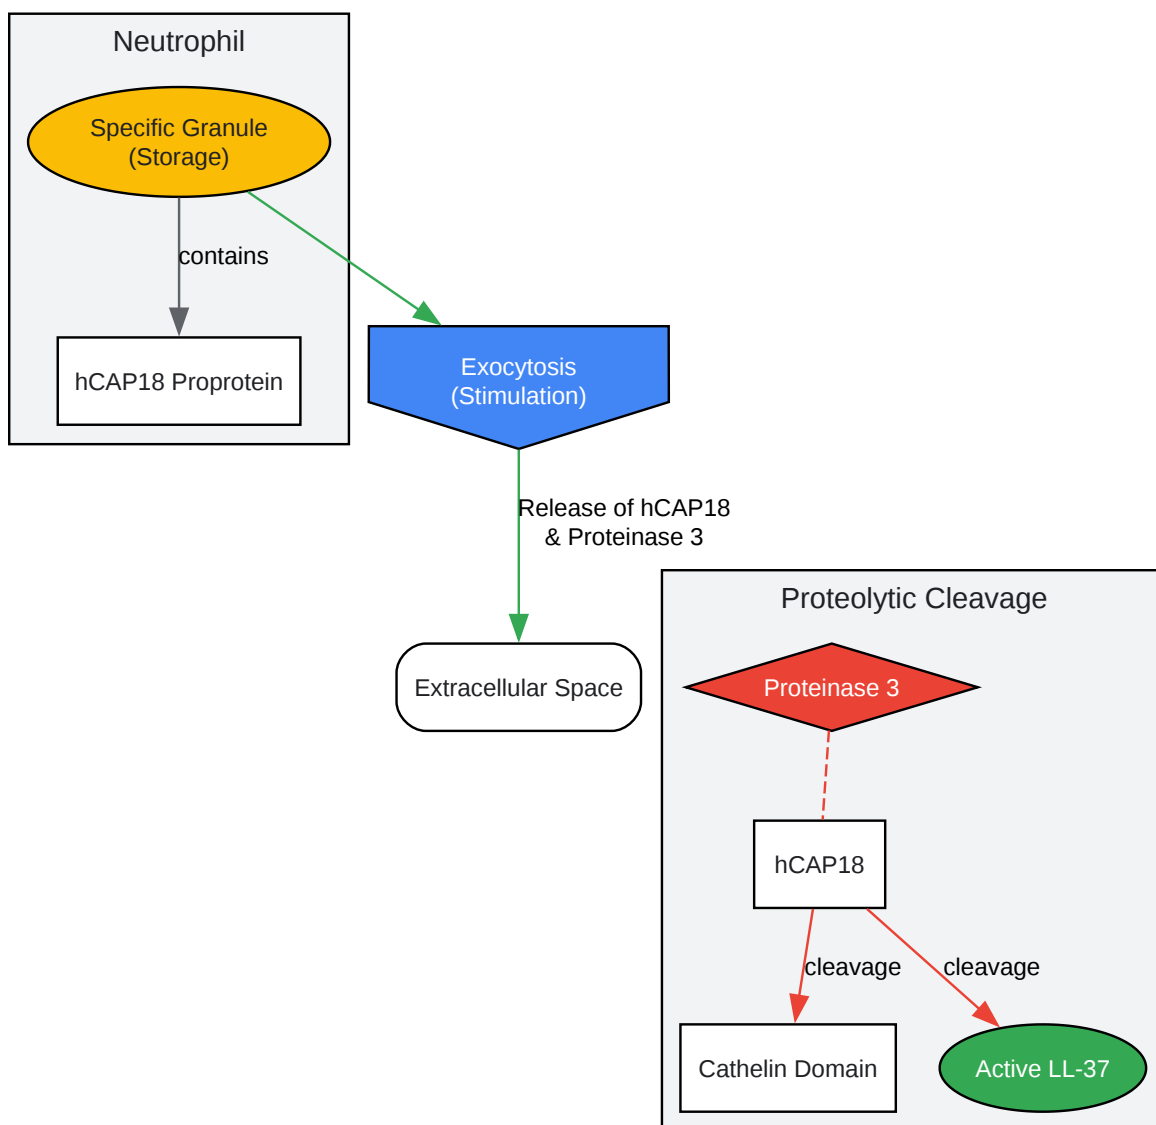 Neutrophil
Specific Granule
(Storage)
contains
hCAP18 Proprotein
Exocytosis
(Stimulation)
Release of hCAP18
& Proteinase 3
Extracellular Space
Proteolytic Cleavage
Proteinase 3
hCAP18
cleavage
cleavage
Cathelin Domain
Active LL-37